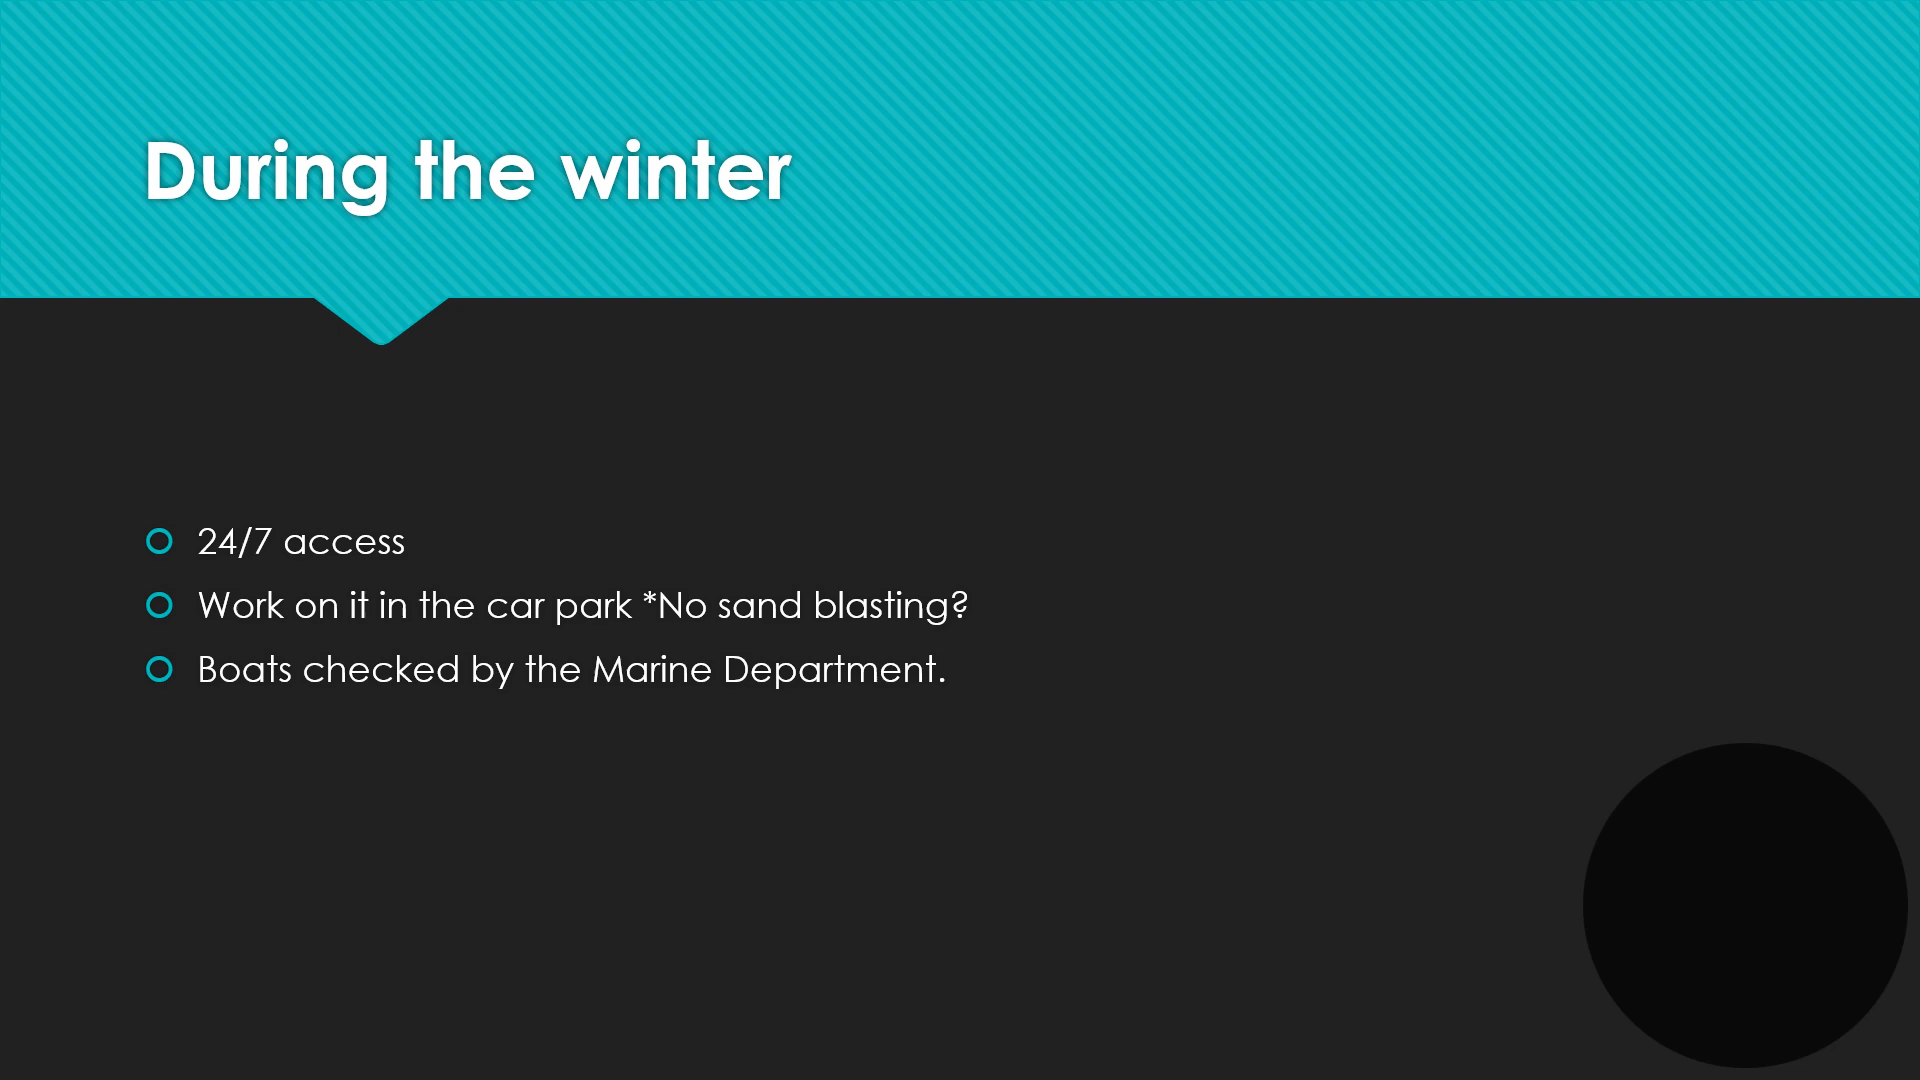 During the winter
24/7 access
Work on it in the car park *No sand blasting?
Boats checked by the Marine Department.